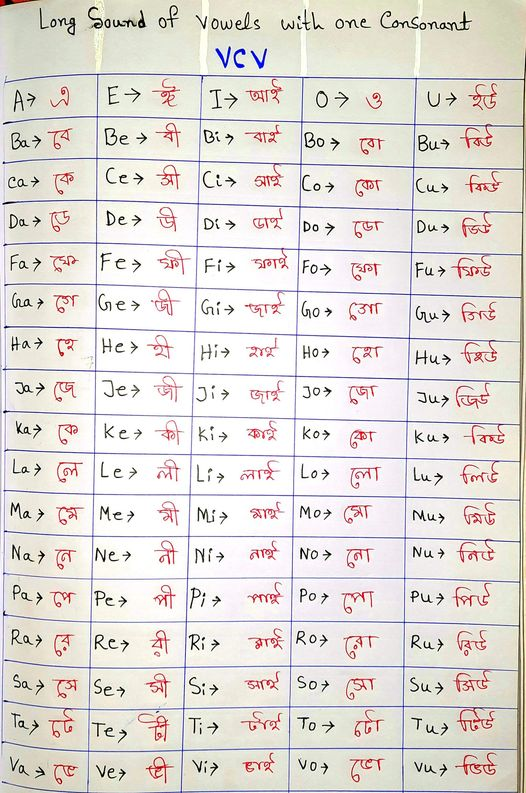 Long Sound of Vowels with one Consonant
VCV
A→ এ E→ ঈ I→ আই O→ ও U→ ইউ
Ba→ বে Be→ বী Bi→ বাই Bo→ বো Bu→ বিউ
Ca→ কে Ce→ সী Ci→ সাই Co→ কো Cu→ কিউ
Da→ ডে De→ ডী Di→ ডাই Do→ ডো Du→ ডিউ
Fa→ ফে Fe→ ফী Fi→ ফাই Fo→ ফো Fu→ ফিউ
Ga→ গে Ge→ জী Gi→ জাই Go→ গো Gu→ গিউ
Ha→ হে He→ হী Hi→ হাই Ho→ হো Hu→ হিউ
Ja→ জে Je→ জী Ji→ জাই Jo→ জো Ju→ জিউ
Ka→ কে Ke→ কী Ki→ কাই Ko→ কো Ku→ কিউ
La→ লে Le→ লী Li→ লাই Lo→ লো Lu→ লিউ
Ma→ মে Me→ মী Mi→ মাই Mo→ মো Mu→ মিউ
Na→ নে Ne→ নী Ni→ নাই No→ নো Nu→ নিউ
Pa→ পে Pe→ পী Pi→ পাই Po→ পো Pu→ পিউ
Ra→ রে Re→ রী Ri→ রাই Ro→ রো Ru→ রিউ
Sa→ সে Se→ সী Si→ সাই So→ সো Su→ সিউ
Ta→ টে Te→ টী Ti→ টাই To→ টো Tu→ টিউ
Va→ ভে Ve→ ভী Vi→ ভাই Vo→ ভো Vu→ ভিউ